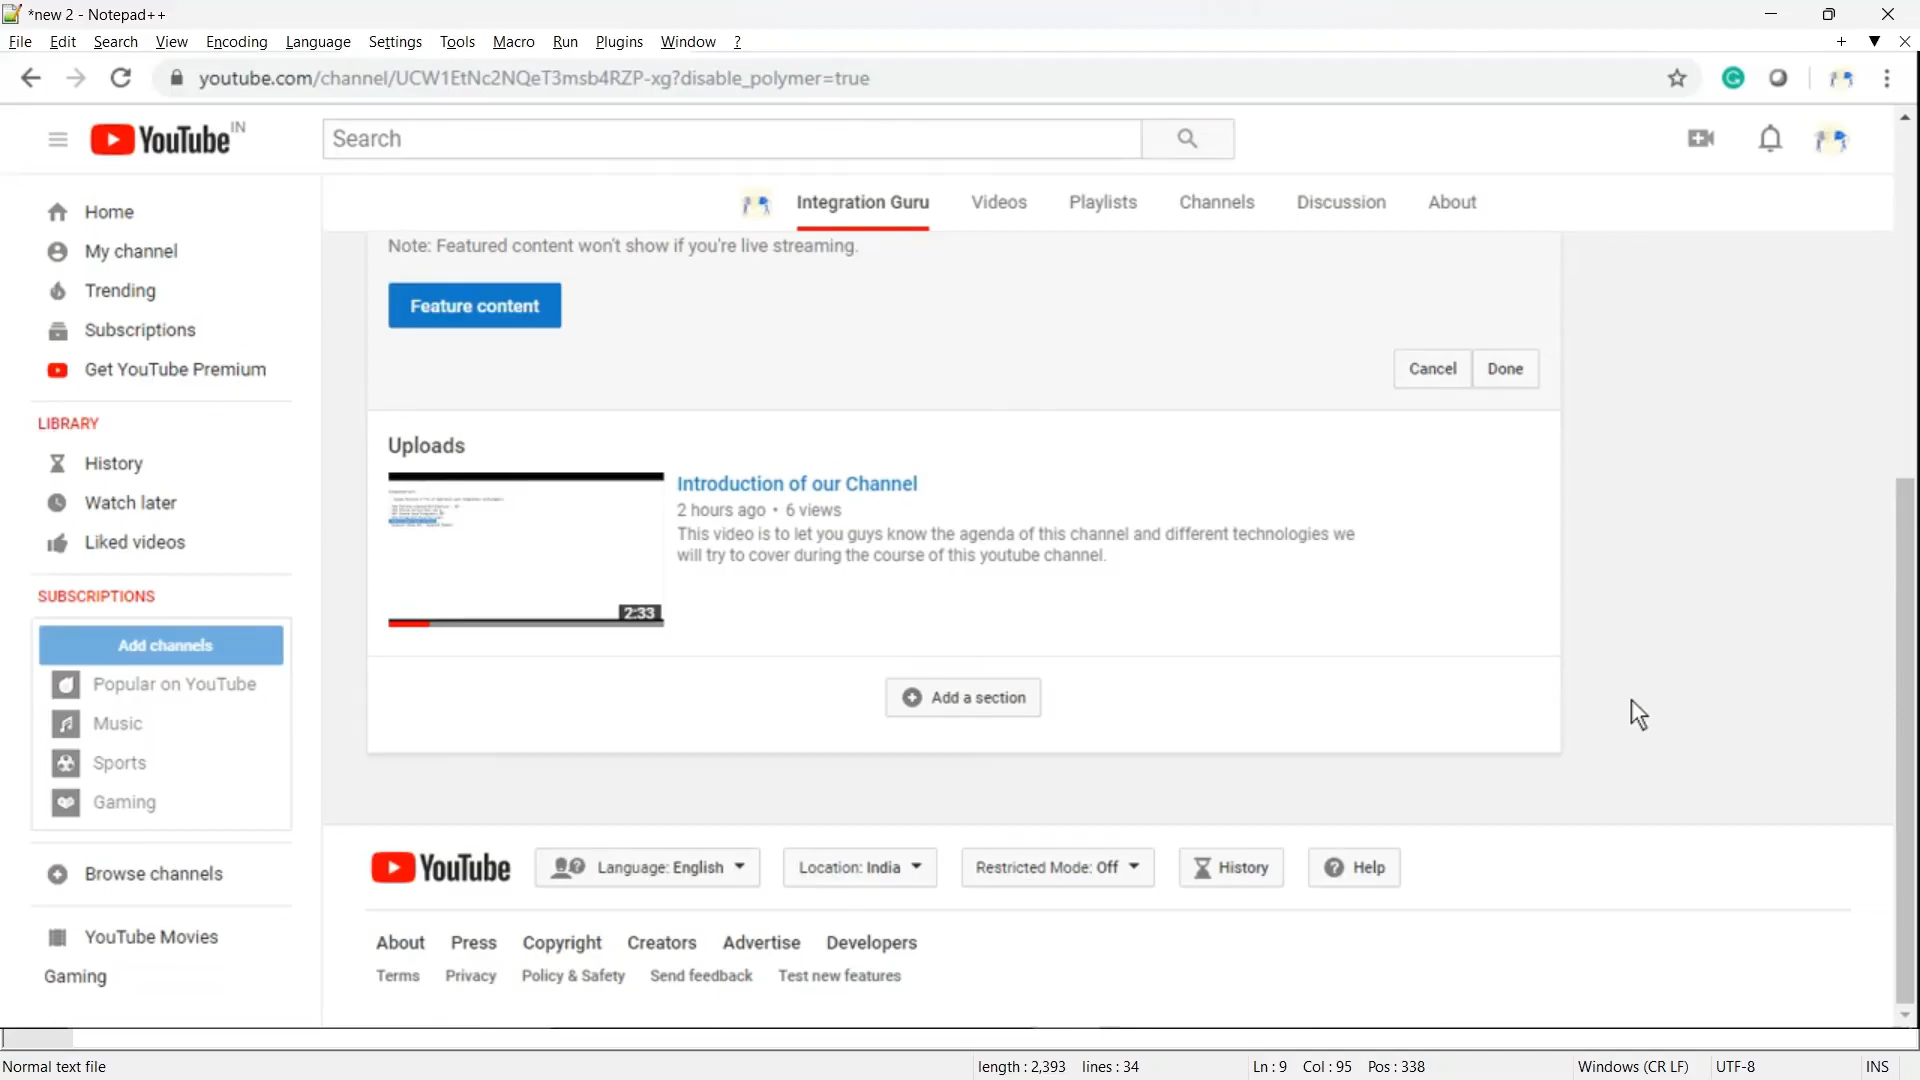 *new 2 - Notepad++
File Edit Search View Encoding Language Settings Tools Macro Run Plugins Window ?
youtube.com/channel/UCW1EtNc2NQeT3msb4RZP-xg?disable_polymer=true
YouTube IN
Search
Home
My channel
Trending
Subscriptions
Get YouTube Premium
LIBRARY
History
Watch later
Liked videos
SUBSCRIPTIONS
Add channels
Popular on YouTube
Music
Sports
Gaming
Browse channels
YouTube Movies
Gaming
Integration Guru Videos Playlists Channels Discussion About
Note: Featured content won't show if you're live streaming.
Feature content
Cancel Done
Uploads
2:33
Introduction of our Channel
2 hours ago • 6 views
This video is to let you guys know the agenda of this channel and different technologies we
will try to cover during the course of this youtube channel.
Add a section
YouTube Language: English Location: India Restricted Mode: Off History Help
About Press Copyright Creators Advertise Developers
Terms Privacy Policy & Safety Send feedback Test new features
Normal text file length : 2,393 lines : 34 Ln : 9 Col : 95 Pos : 338 Windows (CR LF) UTF-8 INS